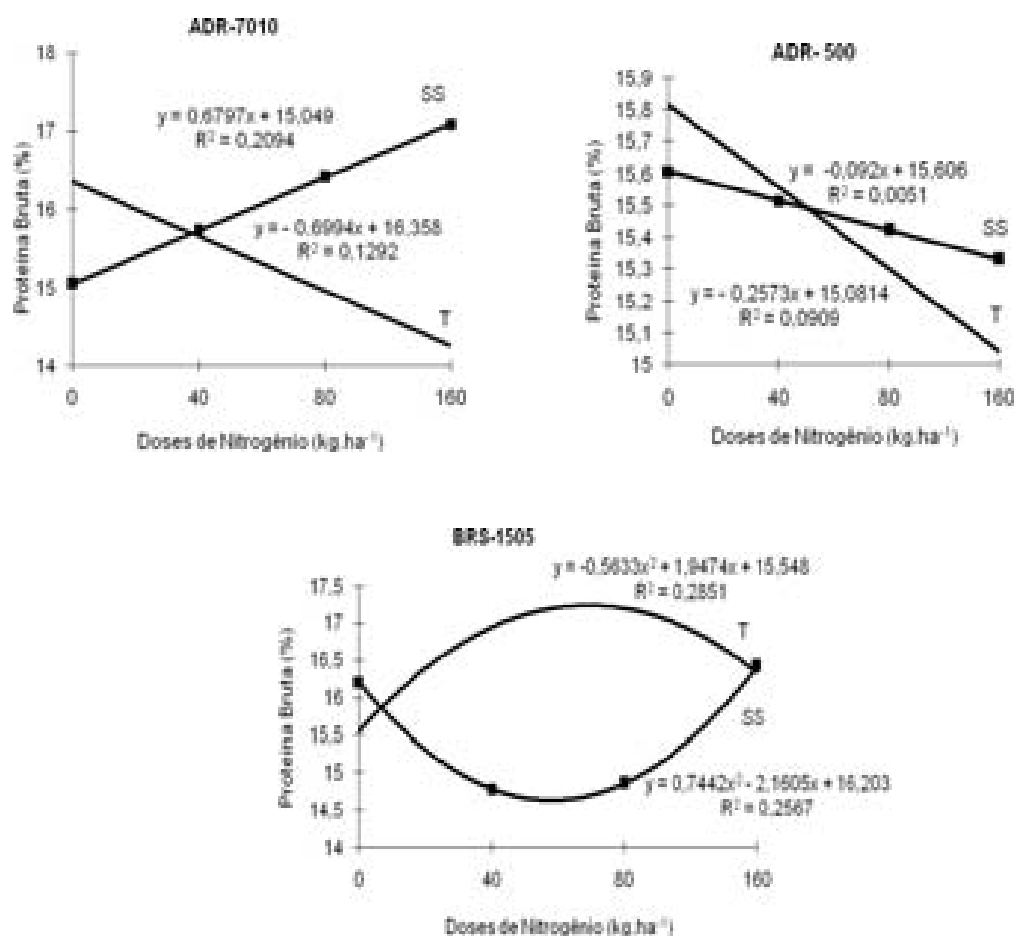 ADR-7010
18
17
16
15
14
Proteína Bruta (%)
y = 0,6797x + 15,049
R² = 0,2094
SS
y = - 0,6994x + 16,358
R² = 0,1292
T
0 40 80 160
Doses de Nitrogênio (kg.ha⁻¹)
ADR- 500
15,9
15,8
15,7
15,6
15,5
15,4
15,3
15,2
15,1
15
Proteína Bruta (%)
y = -0,092x + 15,606
R² = 0,0051
SS
y = - 0,2573x + 15,0814
R² = 0,0909
T
0 40 80 160
Doses de Nitrogênio (kg.ha⁻¹)
BRS-1505
17,5
17
16,5
16
15,5
15
14,5
14
Proteína Bruta (%)
y = -0,5633x² + 1,9474x + 15,548
R² = 0,2851
T
SS
y = 0,7442x² - 2,1605x + 16,203
R² = 0,2567
0 40 80 160
Doses de Nitrogênio (kg.ha⁻¹)